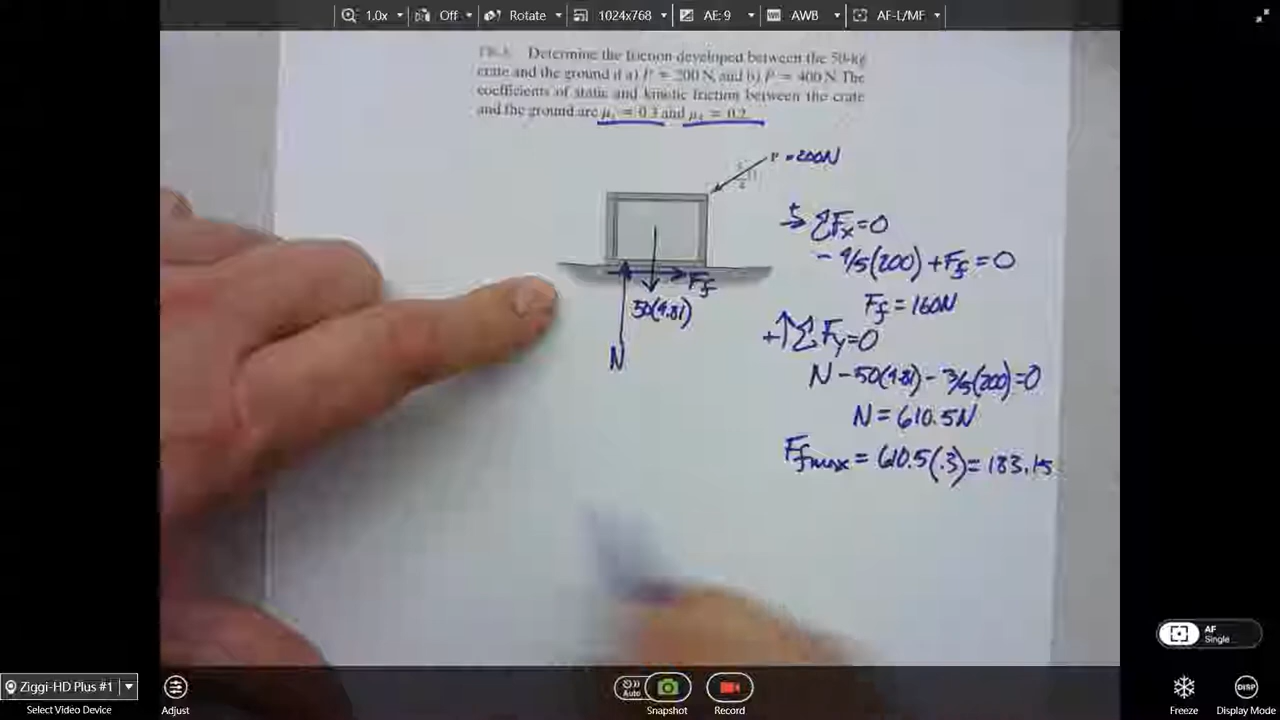 1.0x Off Rotate 1024x768 AE: 9 AWB AF-L/MF
Determine the friction developed between the 50-kg
crate and the ground if a) P = 200 N, and b) P = 400 N. The
coefficients of static and kinetic friction between the crate
and the ground are μs = 0.3 and μk = 0.2.
P = 200N
5
3
4
Ff
50(9.81)
N
+→ ΣFx=0
- 4/5(200) + Ff = 0
Ff = 160N
+↑ ΣFy=0
N - 50(9.81) - 3/5(200) = 0
N = 610.5N
Ffmax = 610.5(.3) = 183.15
AF
Single
Ziggi-HD Plus #1
Select Video Device
Adjust
Auto
Snapshot
Record
Freeze
DISP
Display Mode